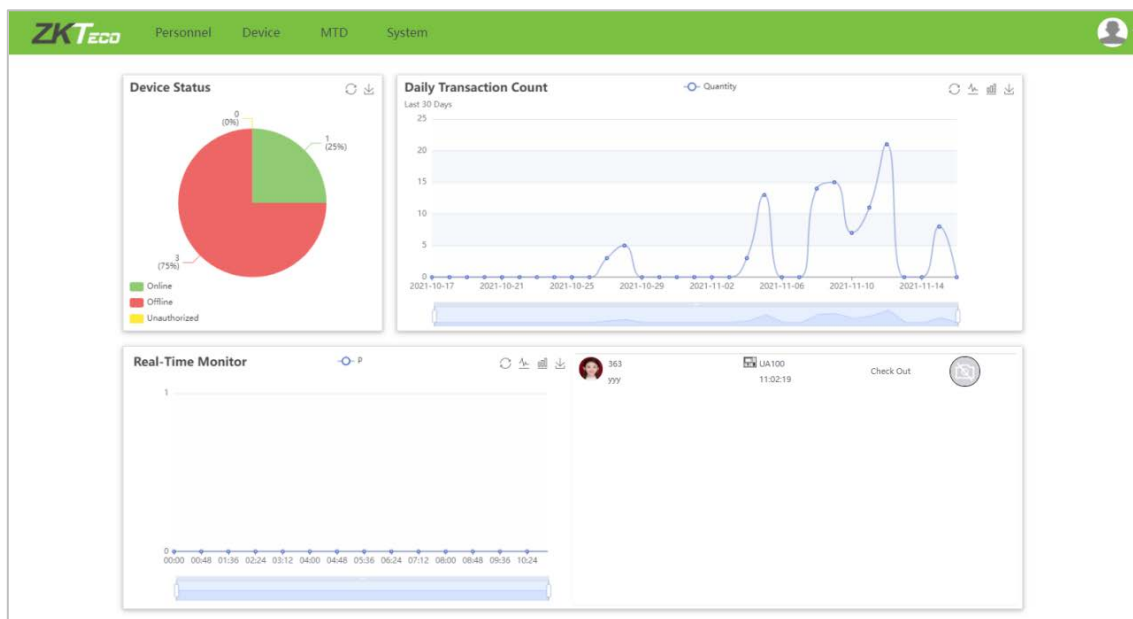 ZKTECO Personnel Device MTD System
Device Status
0
(0%)
1
(25%)
3
(75%)
Online
Offline
Unauthorized
Daily Transaction Count
Quantity
Last 30 Days
25
20
15
10
5
0
2021-10-17 2021-10-21 2021-10-25 2021-10-29 2021-11-02 2021-11-06 2021-11-10 2021-11-14
Real-Time Monitor
P
1
0
00:00 00:48 01:36 02:24 03:12 04:00 04:48 05:36 06:24 07:12 08:00 08:48 09:36 10:24
363
yyy
UA100
11:02:19
Check Out